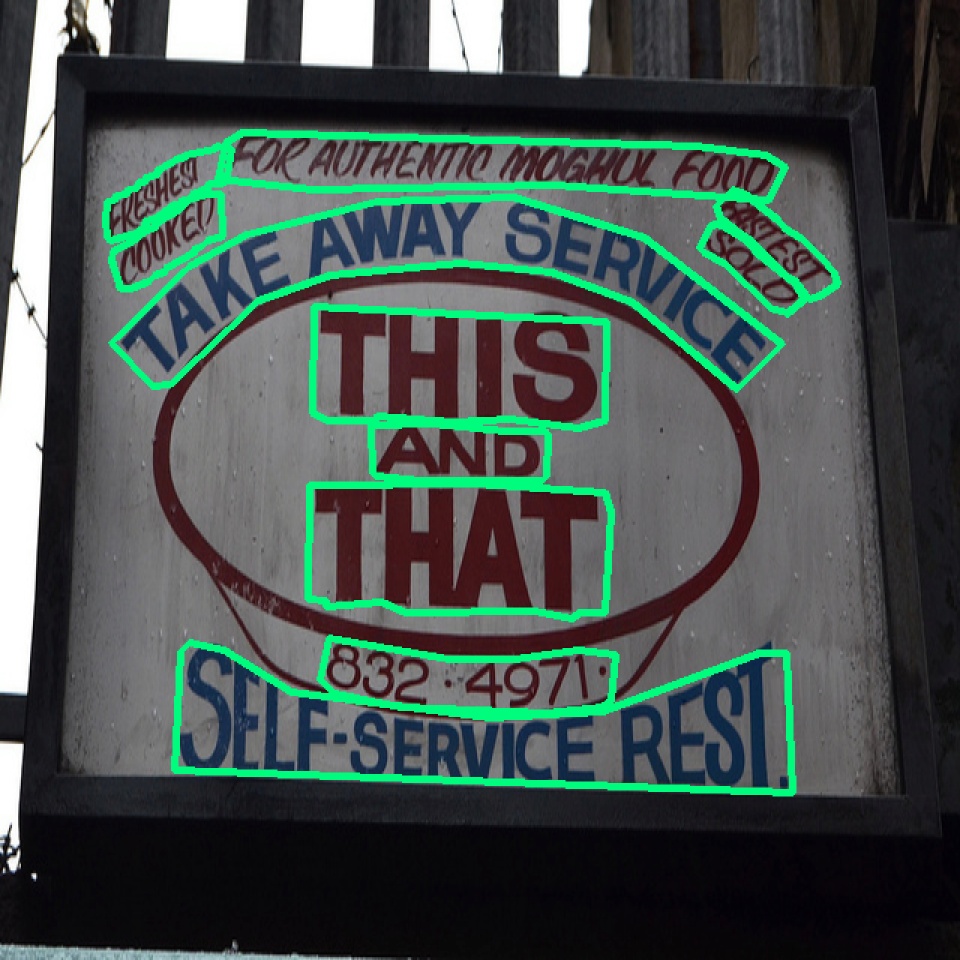 FOR AUTHENTIC MOGHUL FOOD
FRESHEST
COOKED
FASTEST
SOLD
TAKE AWAY SERVICE
THIS
AND
THAT
832·4971·
SELF-SERVICE REST.